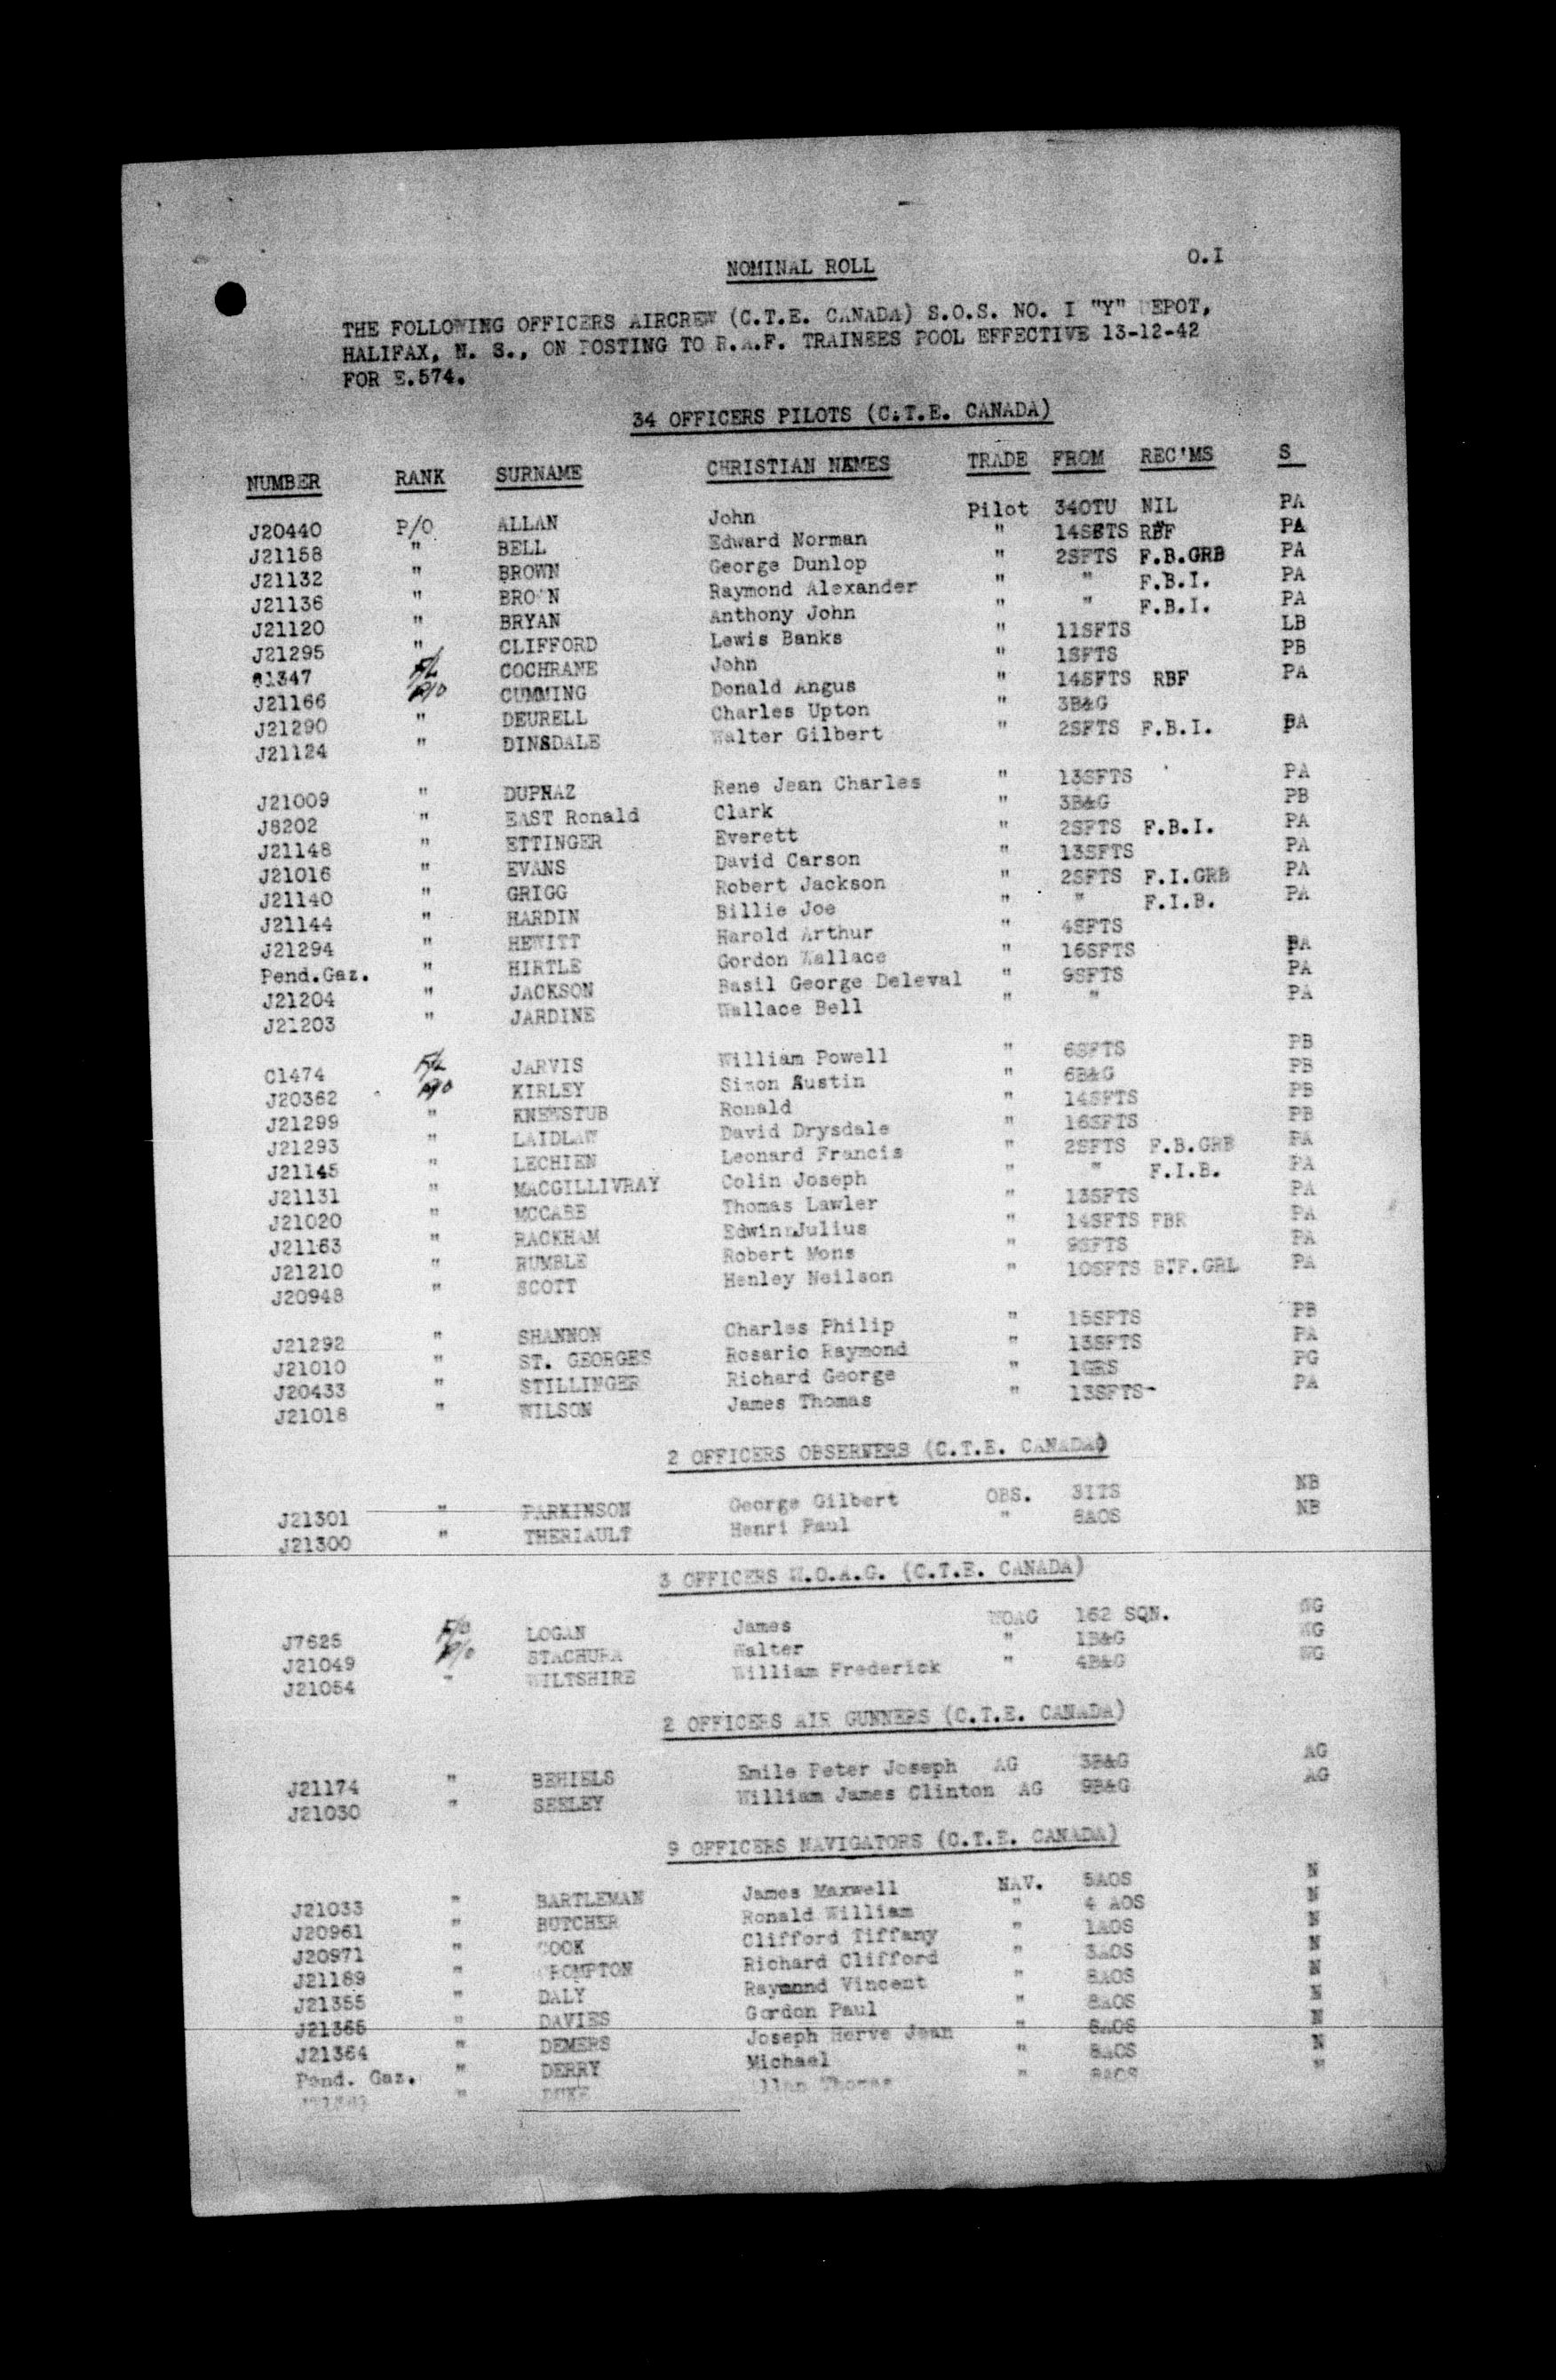 NOMINAL ROLL O.I
THE FOLLOWING OFFICERS AIRCREW (C.T.E. CANADA) S.O.S. NO. I "Y" DEPOT,
HALIFAX, N. S., ON POSTING TO R.A.F. TRAINEES POOL EFFECTIVE 13-12-42
FOR E.574.
34 OFFICERS PILOTS (C.T.E. CANADA)
NUMBER RANK SURNAME CHRISTIAN NAMES TRADE FROM REC'MS S
J20440 P/O ALLAN John Pilot 34OTU NIL PA
J21158 " BELL Edward Norman " 14SFTS RBF PA
J21132 " BROWN George Dunlop " 2SFTS F.B.GRB PA
J21136 " BRO N Raymond Alexander " " F.B.I. PA
J21120 " BRYAN Anthony John " " F.B.I. PA
J21295 " CLIFFORD Lewis Banks " 11SFTS LB
1347 F/L COCHRANE John " 1SFTS PB
J21166 P/O CUMMING Donald Angus " 14SFTS RBF PA
J21290 " DEURELL Charles Upton " 3B&G
J21124 " DINSDALE Walter Gilbert " 2SFTS F.B.I. PA
J21009 " DUPRAZ Rene Jean Charles " 13SFTS PA
J8202 " EAST Ronald Clark " 3B&G PB
J21148 " ETTINGER Everett " 2SFTS F.B.I. PA
J21016 " EVANS David Carson " 13SFTS PA
J21140 " GRIGG Robert Jackson " 2SFTS F.I.GRB PA
J21144 " HARDIN Billie Joe " " F.I.B. PA
J21294 " HEWITT Harold Arthur " 4SFTS
Pend.Gaz. " HIRTLE Gordon Wallace " 16SFTS PA
J21204 " JACKSON Basil George Deleval " 9SFTS PA
J21203 " JARDINE Wallace Bell " " PA
C1474 F/L JARVIS William Powell " 6SFTS PB
J20362 P/O KIRLEY Simon Austin " 6B&G PB
J21299 " KNEWSTUB Ronald " 14SFTS PB
J21293 " LAIDLAW David Drysdale " 16SFTS PB
J21145 " LECHIEN Leonard Francis " 2SFTS F.B.GRB PA
J21131 " MACGILLIVRAY Colin Joseph " " F.I.B. PA
J21020 " MCCABE Thomas Lawler " 13SFTS PA
J21163 " RACKHAM Edwin Julius " 14SFTS FBR PA
J21210 " RUMBLE Robert Mons " 9SFTS PA
J20948 " SCOTT Henley Neilson " 10SFTS B.F.GRL PA
J21292 " SHANNON Charles Philip " 15SFTS PB
J21010 " ST. GEORGES Rosario Raymond " 13SFTS PA
J20433 " STILLINGER Richard George " 1GRS PG
J21018 " WILSON James Thomas " 13SFTS- PA
2 OFFICERS OBSERVERS (C.T.E. CANADA)
J21301 " PARKINSON George Gilbert OBS. 3ITS NB
J21300 " THERIAULT Henri Paul " 8AOS NB
3 OFFICERS W.O.A.G. (C.T.E. CANADA)
J7625 F/O LOGAN James WOAG 162 SQN. WG
J21049 P/O STACHURA Walter " 1B&G WG
J21054 " WILTSHIRE William Frederick " 4B&G WG
2 OFFICERS AIR GUNNERS (C.T.E. CANADA)
J21174 " BEHIELS Emile Peter Joseph AG 3B&G AG
J21030 " SEELEY William James Clinton AG 9B&G AG
9 OFFICERS NAVIGATORS (C.T.E. CANADA)
J21033 " BARTLEMAN James Maxwell NAV. 5AOS N
J20961 " BUTCHER Ronald William " 4 AOS N
J20971 " COOK Clifford Tiffany " 1AOS N
J21189 " CROMPTON Richard Clifford " 3AOS N
J21355 " DALY Raymond Vincent " 8AOS N
J21365 " DAVIES Gordon Paul " 8AOS N
J21364 " DEMERS Joseph Herve Jean " 8AOS N
Pend. Gaz. " DERRY Michael " 8AOS N
" DUKE Allan Thomas " 8AOS "